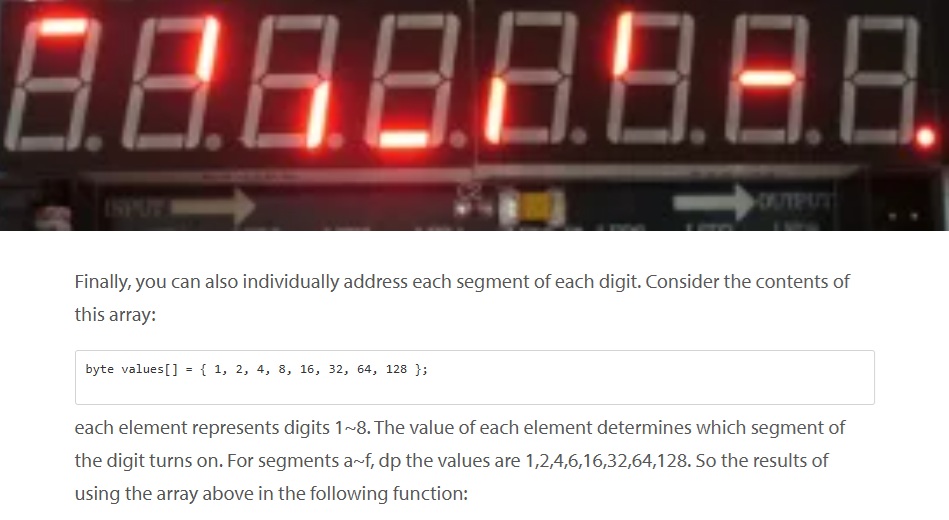 INPUT
OUTPUT
Finally, you can also individually address each segment of each digit. Consider the contents of
this array:
byte values[] = { 1, 2, 4, 8, 16, 32, 64, 128 };
each element represents digits 1~8. The value of each element determines which segment of
the digit turns on. For segments a~f, dp the values are 1,2,4,6,16,32,64,128. So the results of
using the array above in the following function: